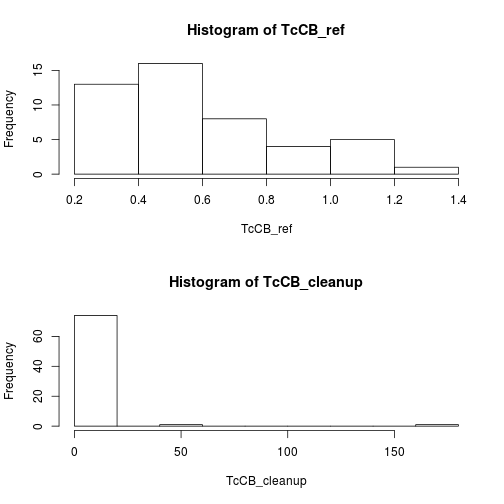 Histogram of TcCB_ref
Frequency
15
10
5
0
0.2 0.4 0.6 0.8 1.0 1.2 1.4
TcCB_ref
Histogram of TcCB_cleanup
Frequency
60
40
20
0
0 50 100 150
TcCB_cleanup